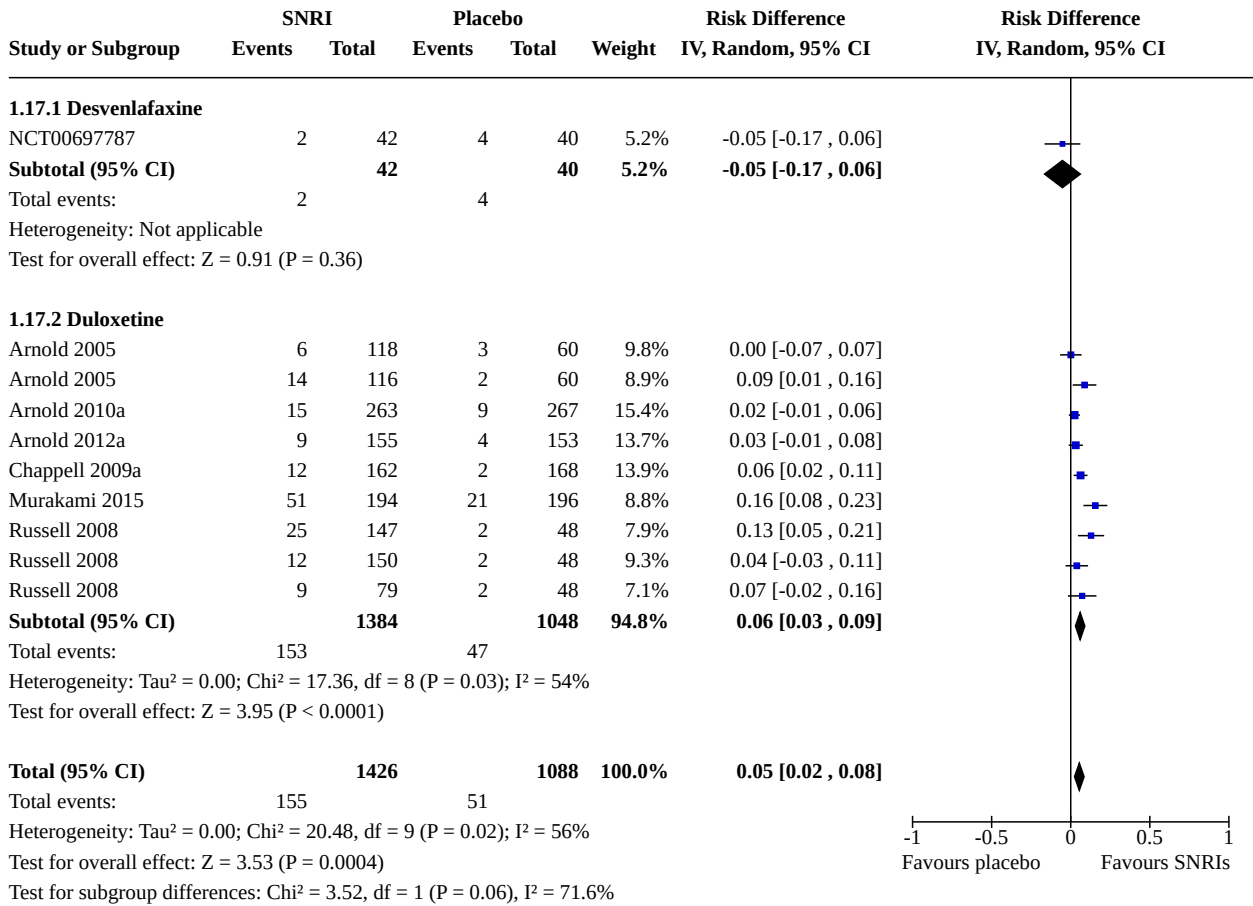 SNRI Placebo Risk Difference Risk Difference
Study or Subgroup Events Total Events Total Weight IV, Random, 95% CI IV, Random, 95% CI
1.17.1 Desvenlafaxine
NCT00697787 2 42 4 40 5.2% -0.05 [-0.17 , 0.06]
Subtotal (95% CI) 42 40 5.2% -0.05 [-0.17 , 0.06]
Total events: 2 4
Heterogeneity: Not applicable
Test for overall effect: Z = 0.91 (P = 0.36)
1.17.2 Duloxetine
Arnold 2005 6 118 3 60 9.8% 0.00 [-0.07 , 0.07]
Arnold 2005 14 116 2 60 8.9% 0.09 [0.01 , 0.16]
Arnold 2010a 15 263 9 267 15.4% 0.02 [-0.01 , 0.06]
Arnold 2012a 9 155 4 153 13.7% 0.03 [-0.01 , 0.08]
Chappell 2009a 12 162 2 168 13.9% 0.06 [0.02 , 0.11]
Murakami 2015 51 194 21 196 8.8% 0.16 [0.08 , 0.23]
Russell 2008 25 147 2 48 7.9% 0.13 [0.05 , 0.21]
Russell 2008 12 150 2 48 9.3% 0.04 [-0.03 , 0.11]
Russell 2008 9 79 2 48 7.1% 0.07 [-0.02 , 0.16]
Subtotal (95% CI) 1384 1048 94.8% 0.06 [0.03 , 0.09]
Total events: 153 47
Heterogeneity: Tau² = 0.00; Chi² = 17.36, df = 8 (P = 0.03); I² = 54%
Test for overall effect: Z = 3.95 (P < 0.0001)
Total (95% CI) 1426 1088 100.0% 0.05 [0.02 , 0.08]
Total events: 155 51
Heterogeneity: Tau² = 0.00; Chi² = 20.48, df = 9 (P = 0.02); I² = 56%
-1 -0.5 0 0.5 1
Test for overall effect: Z = 3.53 (P = 0.0004)
Favours placebo Favours SNRIs
Test for subgroup differences: Chi² = 3.52, df = 1 (P = 0.06), I² = 71.6%